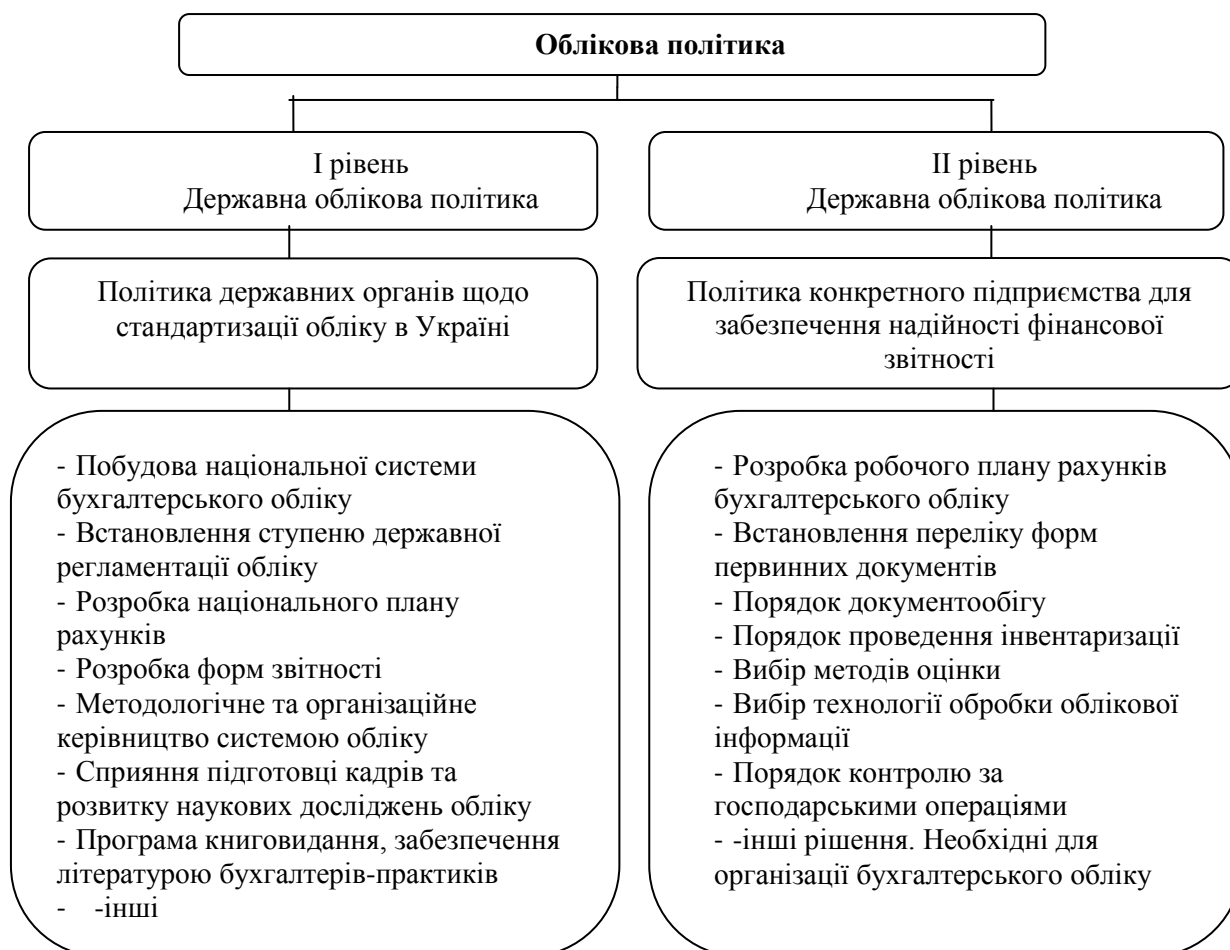 Облікова політика
I рівень
Державна облікова політика
II рівень
Державна облікова політика
Політика державних органів щодо
стандартизації обліку в Україні
Політика конкретного підприємства для
забезпечення надійності фінансової
звітності
- Побудова національної системи
бухгалтерського обліку
- Встановлення ступеню державної
регламентації обліку
- Розробка національного плану
рахунків
- Розробка форм звітності
- Методологічне та організаційне
керівництво системою обліку
- Сприяння підготовці кадрів та
розвитку наукових досліджень обліку
- Програма книговидання, забезпечення
літературою бухгалтерів-практиків
- -інші
- Розробка робочого плану рахунків
бухгалтерського обліку
- Встановлення переліку форм
первинних документів
- Порядок документообігу
- Порядок проведення інвентаризації
- Вибір методів оцінки
- Вибір технології обробки облікової
інформації
- Порядок контролю за
господарськими операціями
- -інші рішення. Необхідні для
організації бухгалтерського обліку